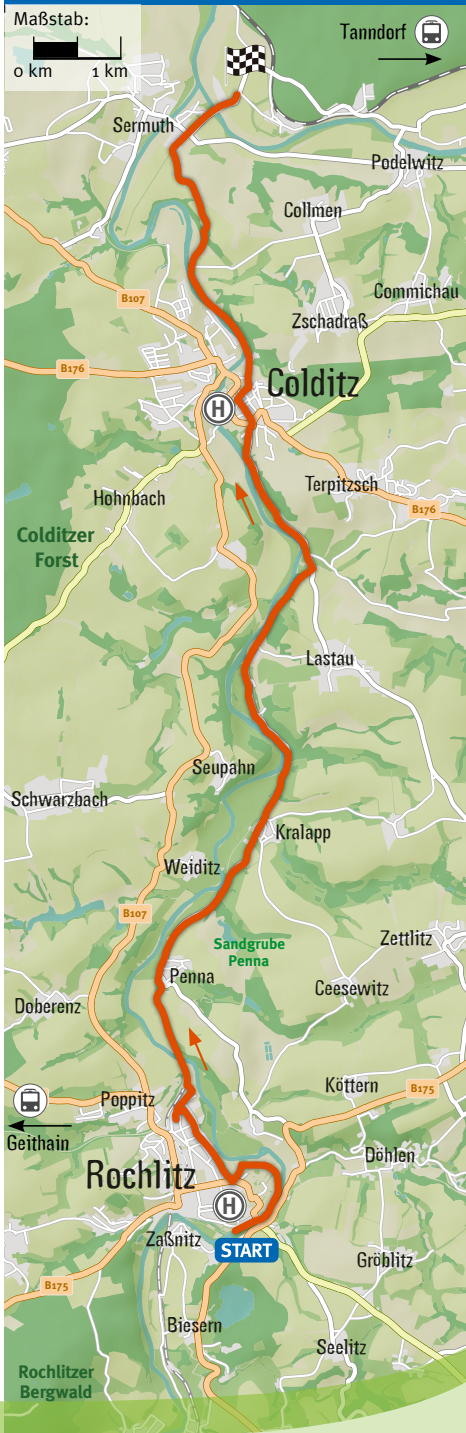 Maßstab:
0 km 1 km
Tanndorf
Sermuth
Podelwitz
Collmen
Commichau
B107
Zschadraß
B176
Colditz
H
Terpitzsch
Hohnbach
B176
Colditzer
Forst
Lastau
Seupahn
Schwarzbach
Kralapp
Weiditz
B107
Sandgrube
Penna
Zettlitz
Penna
Ceesewitz
Doberenz
Köttern
B175
Poppitz
Geithain
Döhlen
Rochlitz
H
Zaßnitz
START
Gröblitz
B175
Biesern
Seelitz
Rochlitzer
Bergwald